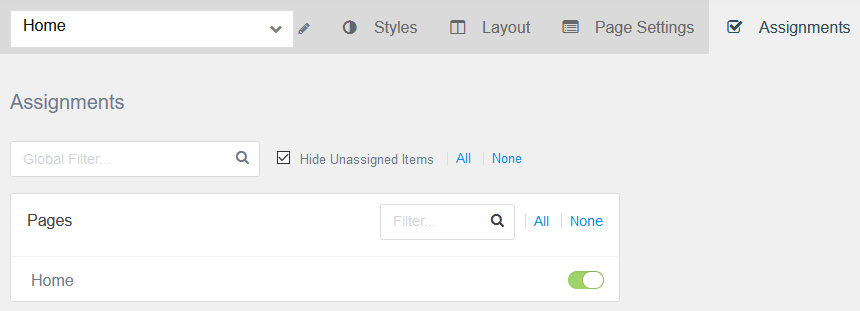 Home Styles Layout Page Settings Assignments
Assignments
Global Filter... Hide Unassigned Items All None
Pages Filter... All None
Home